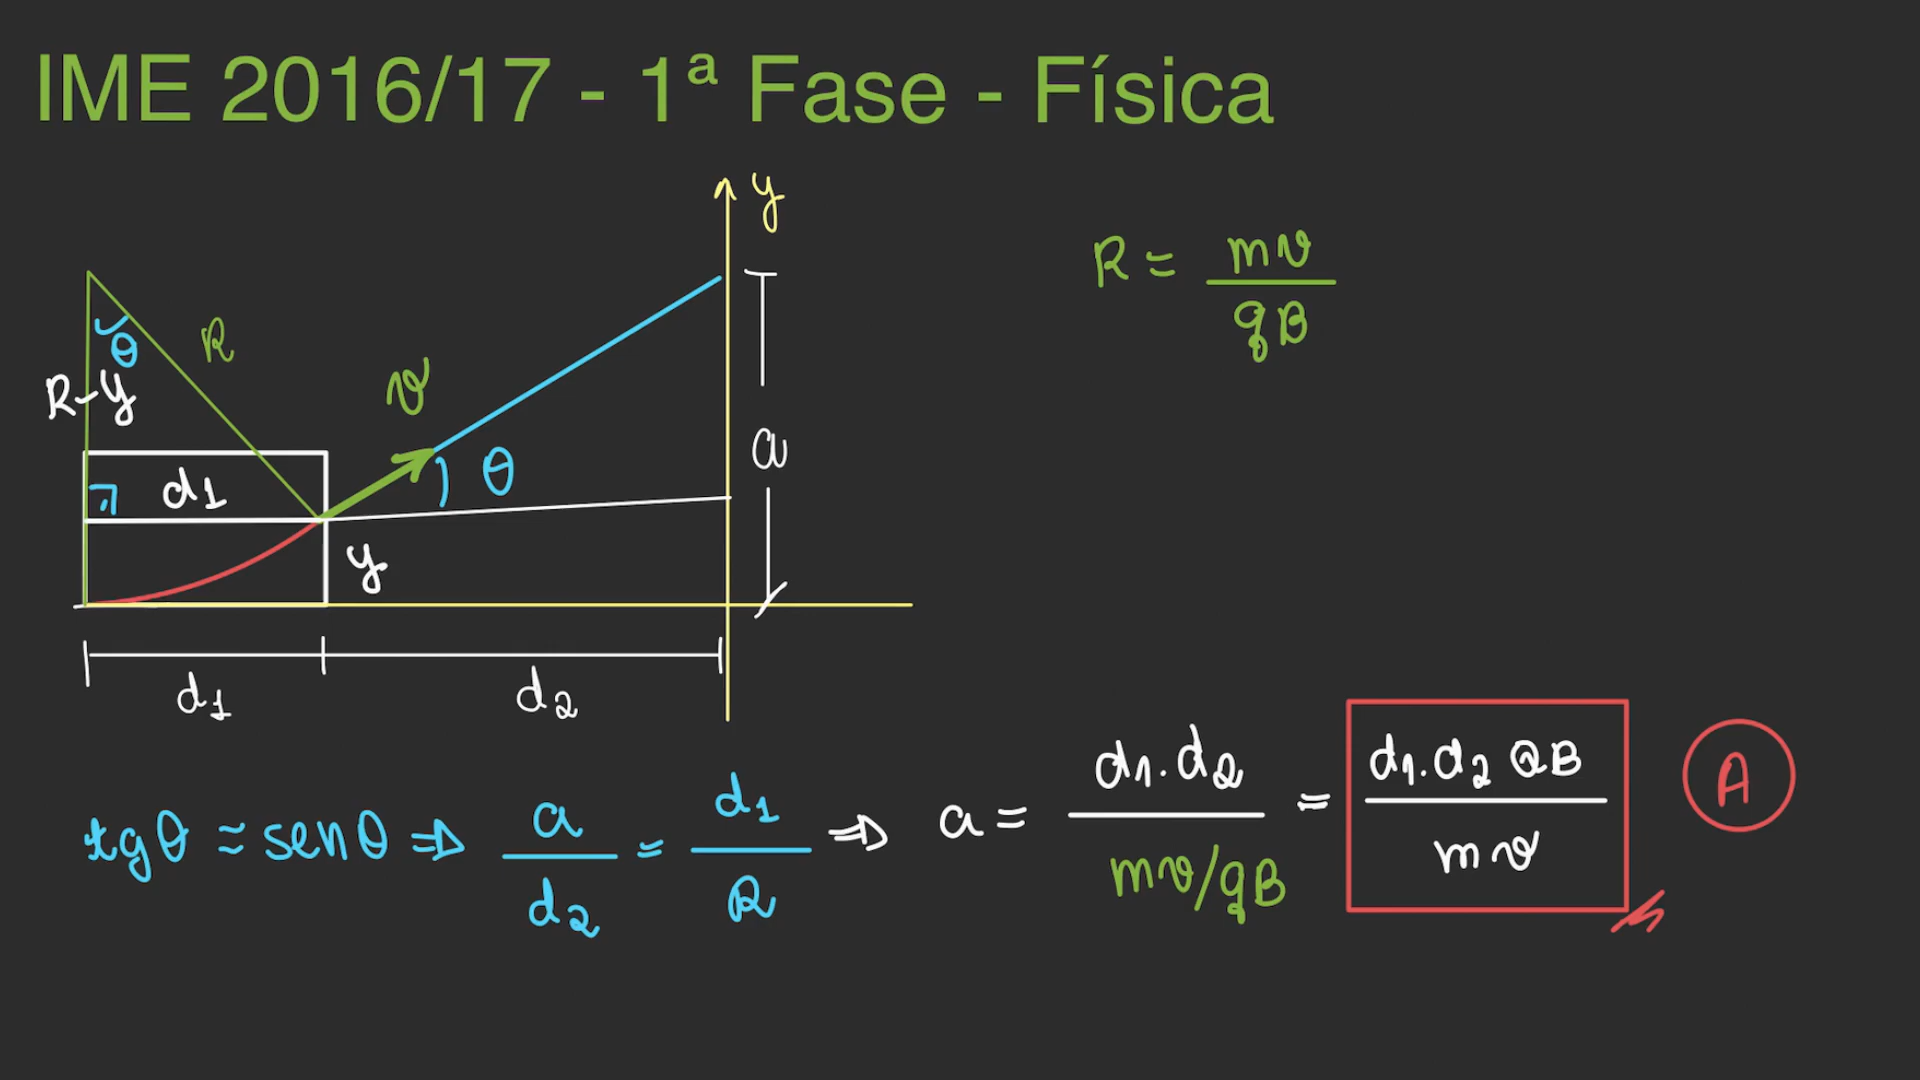 IME 2016/17 - 1ª Fase - Física
y
R = mv / qB
θ
R
R-y
v
a
d1
θ
y
d1
d2
tgθ ≈ senθ ⇒ a / d2 = d1 / R ⇒ a = d1.d2 / mv/qB = d1.d2 QB / mv
A